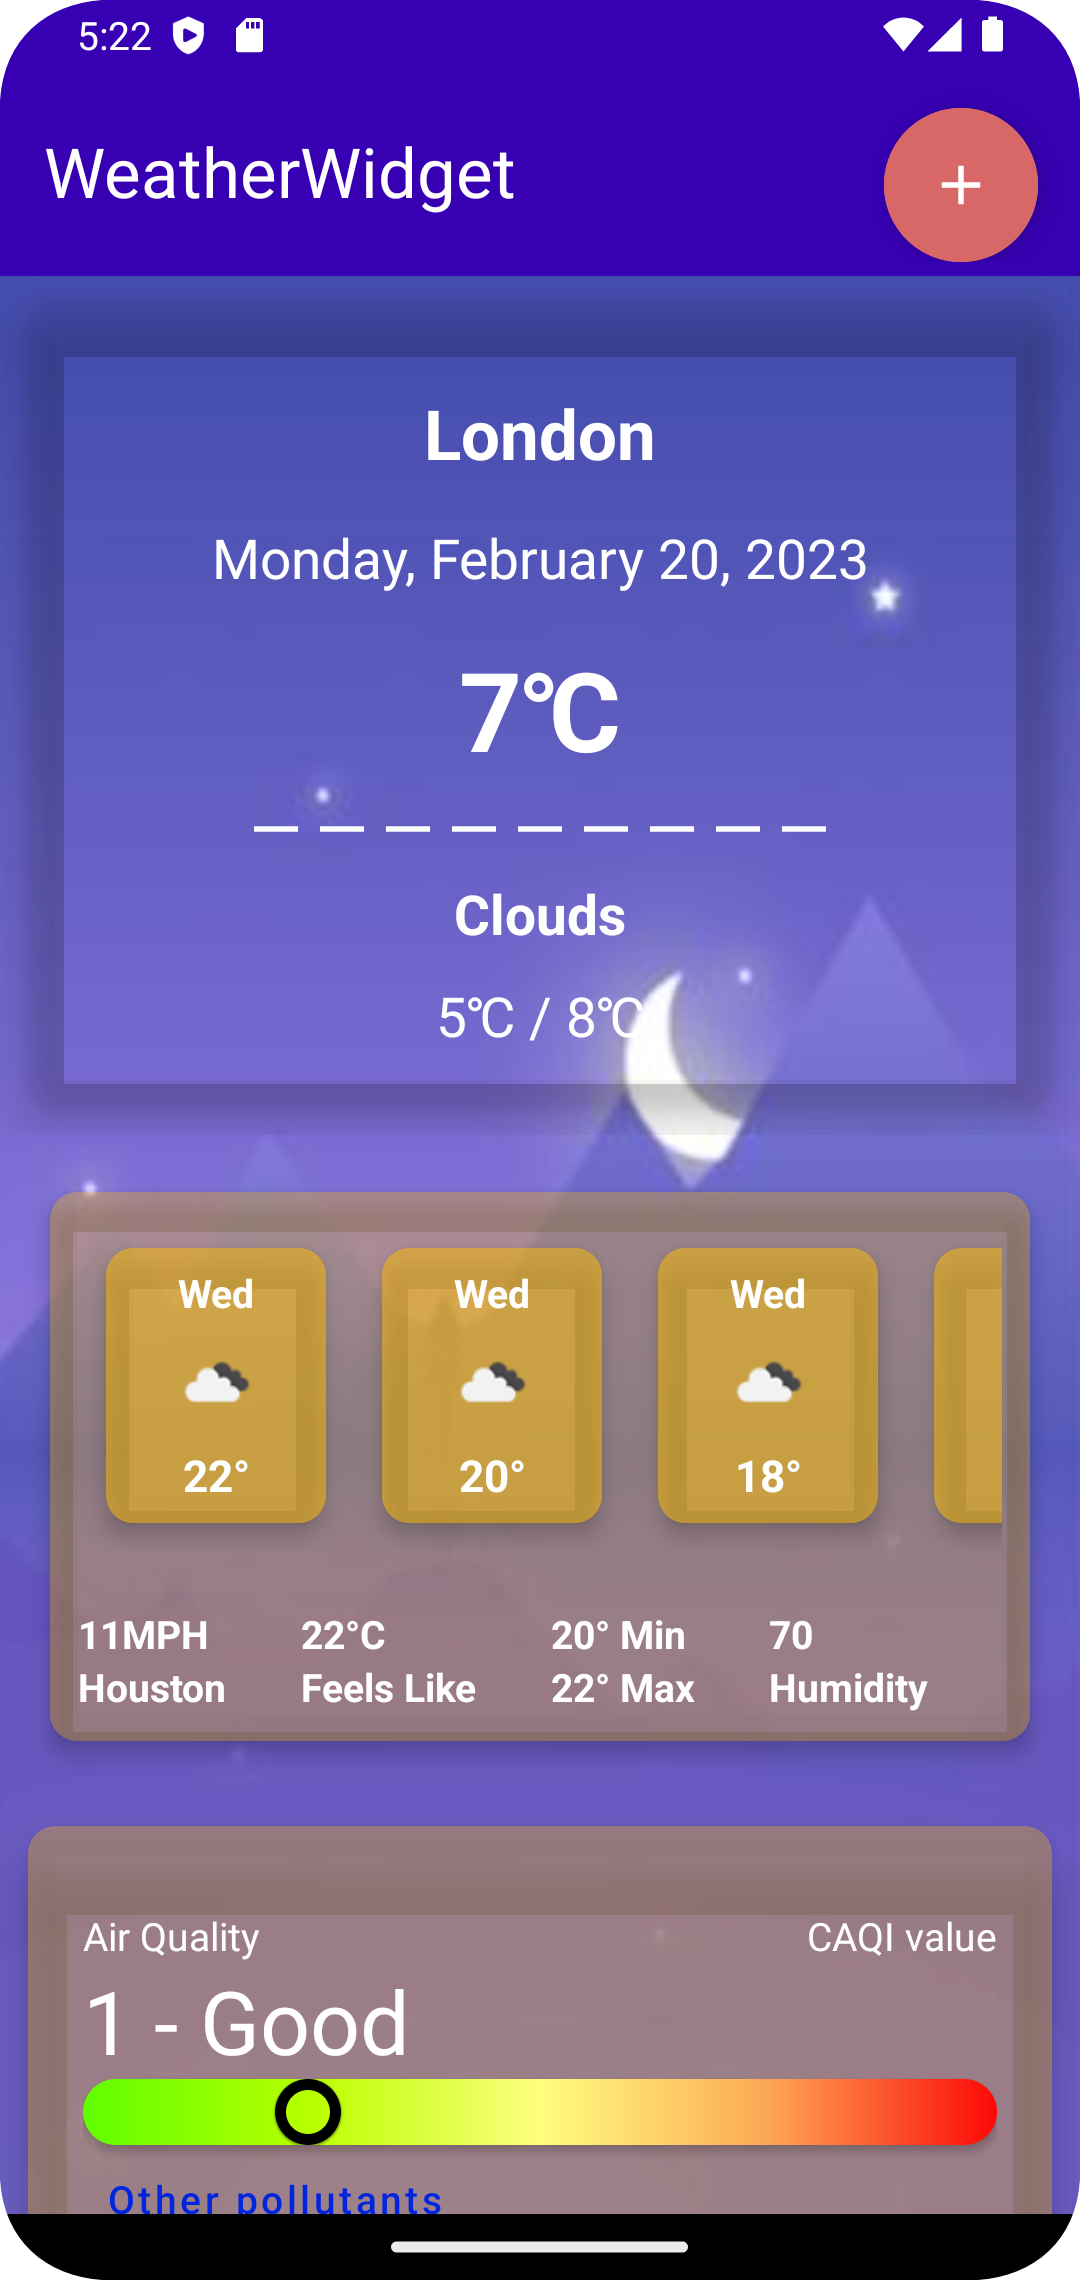 5:22
WeatherWidget
+
London
Monday, February 20, 2023
7°C
Clouds
5°C / 8°C
Wed Wed Wed
22° 20° 18°
11MPH 22°C 20° Min 70
Houston Feels Like 22° Max Humidity
Air Quality CAQI value
1 - Good
Other pollutants